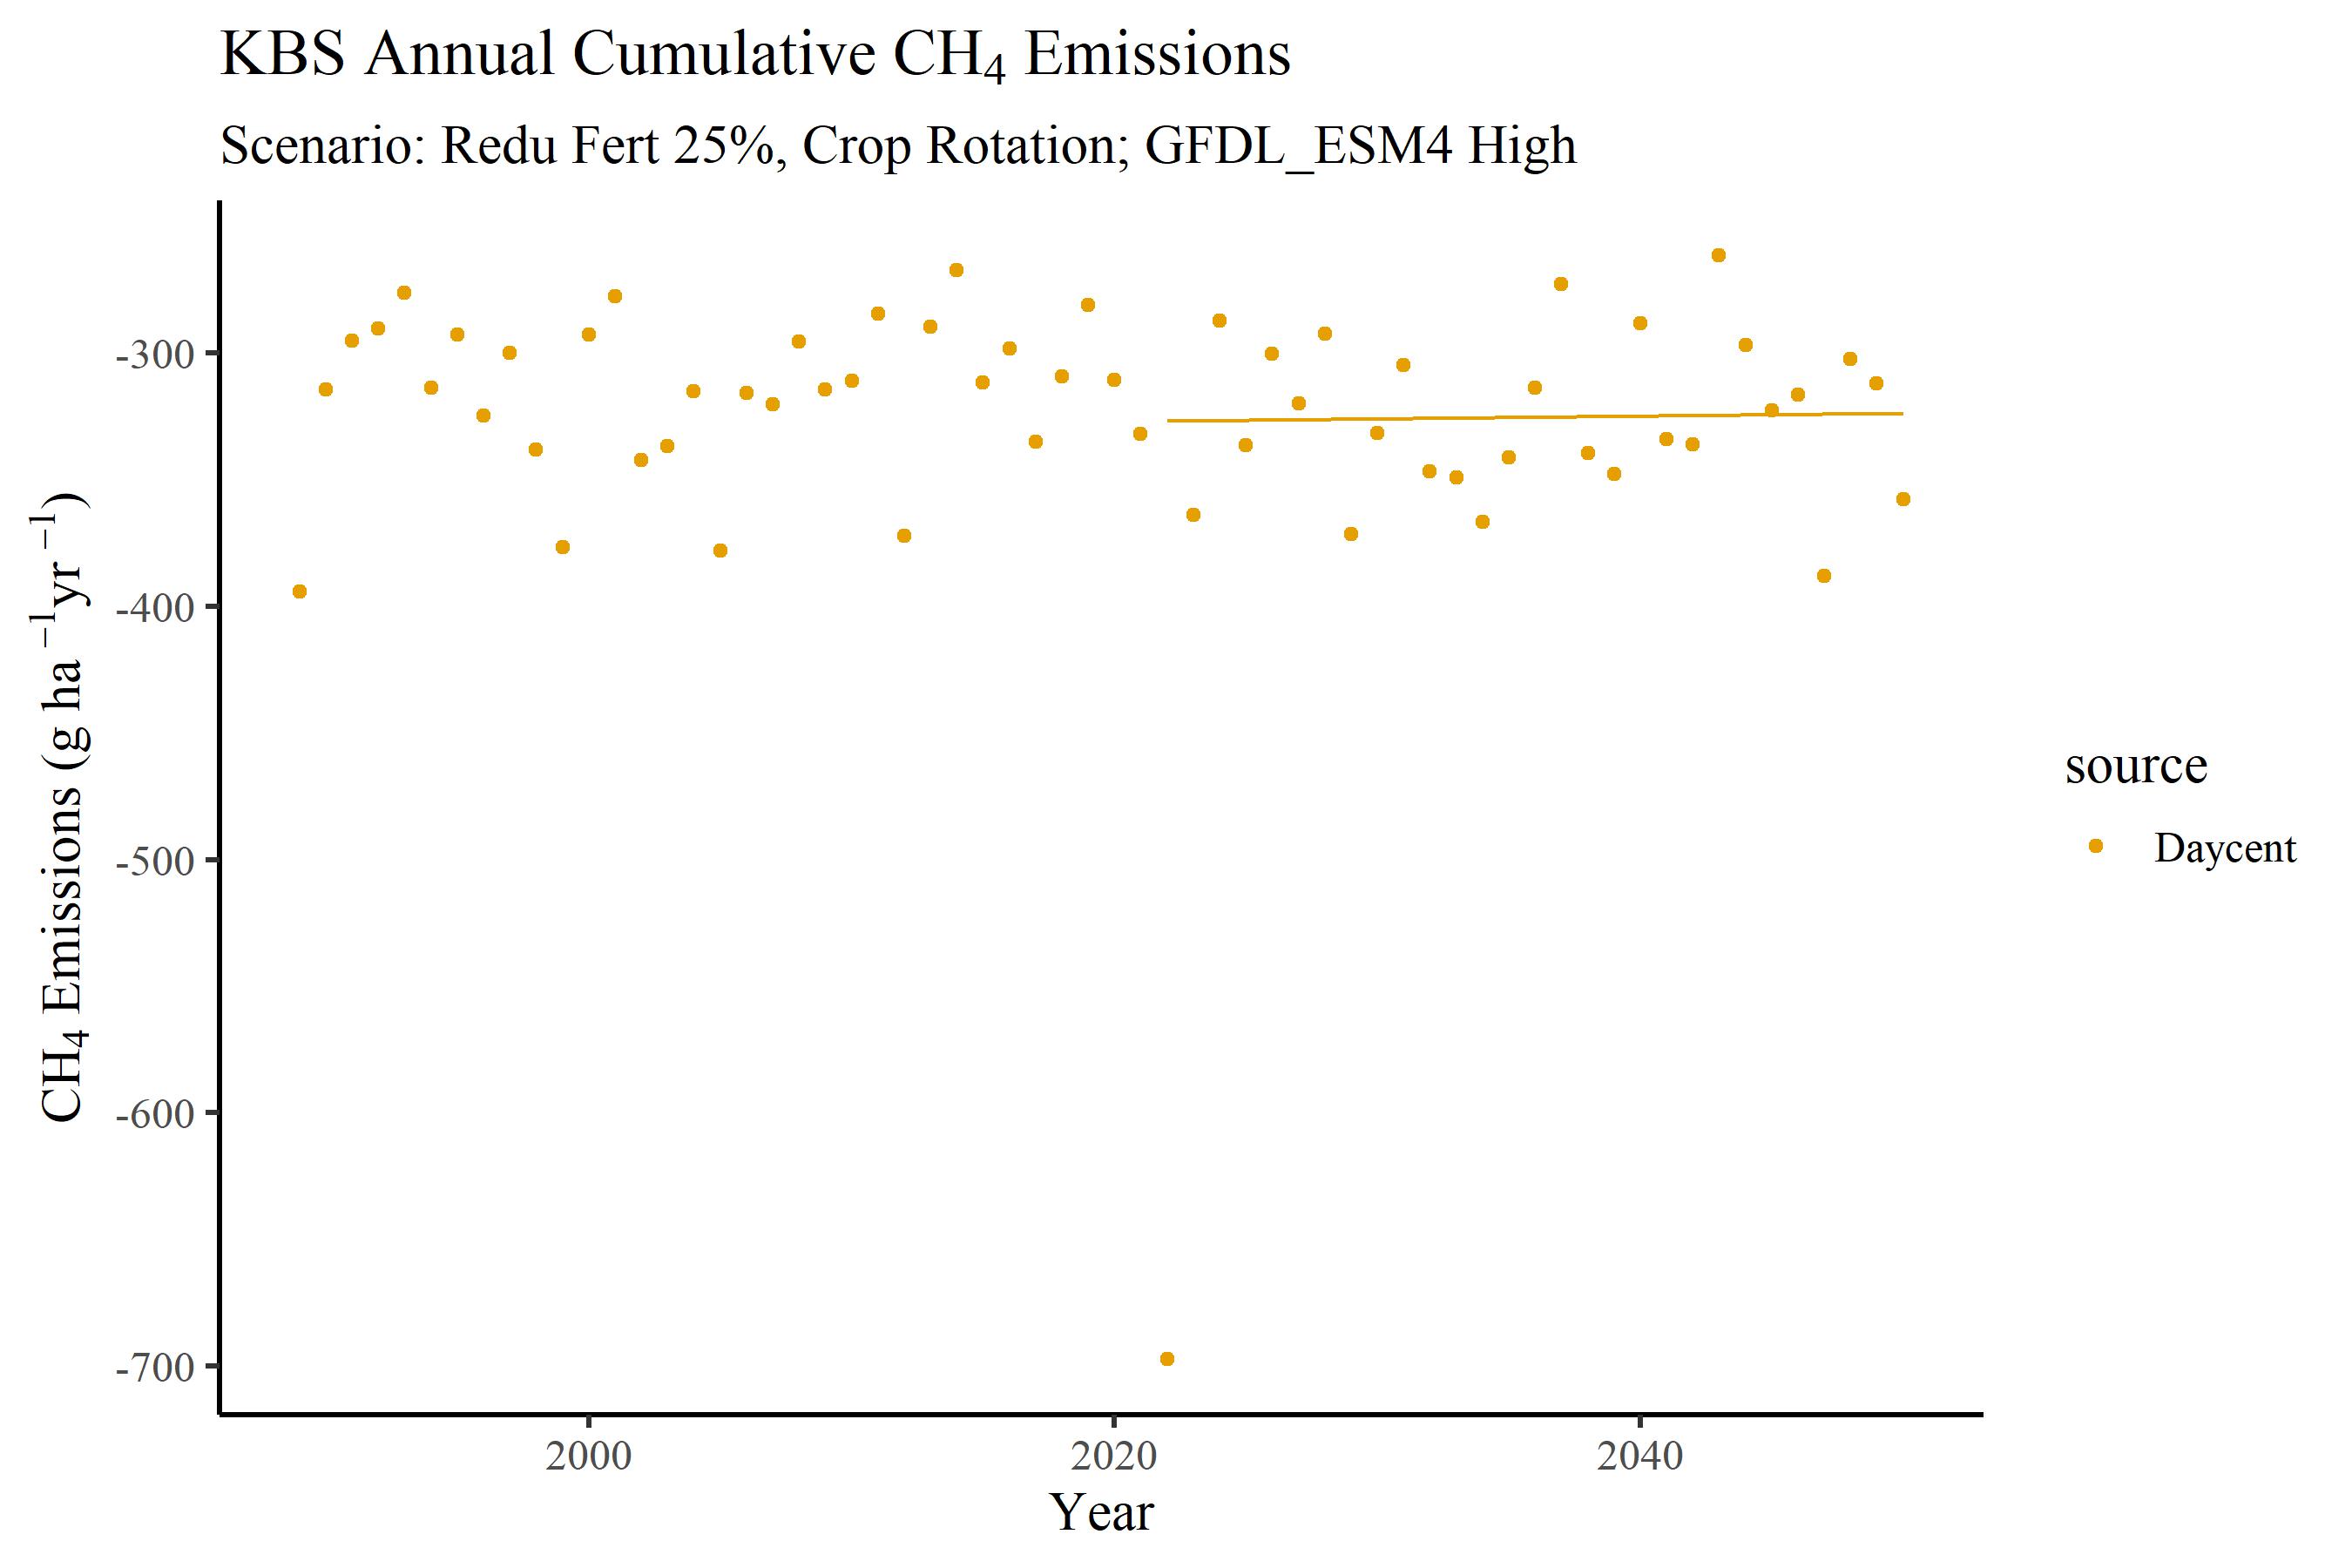 KBS Annual Cumulative CH₄ Emissions
Scenario: Redu Fert 25%, Crop Rotation; GFDL_ESM4 High
CH₄ Emissions (g ha⁻¹yr⁻¹)
-300
-400
-500
-600
-700
2000
2020
2040
Year
source
Daycent